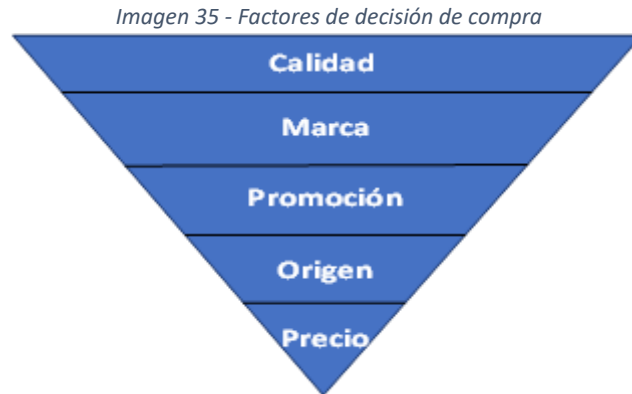 Imagen 35 - Factores de decisión de compra
Calidad
Marca
Promoción
Origen
Precio